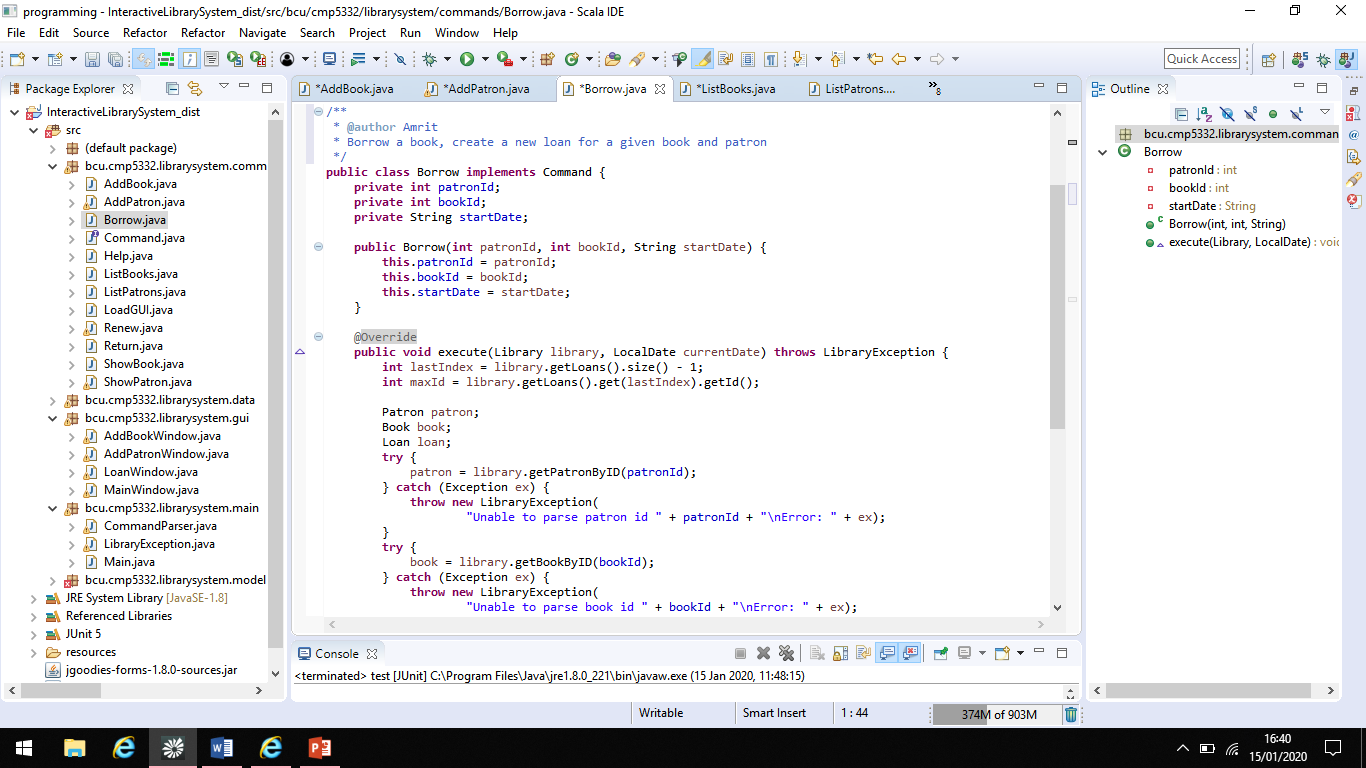 programming - InteractiveLibrarySystem_dist/src/bcu/cmp5332/librarysystem/commands/Borrow.java - Scala IDE
File Edit Source Refactor Refactor Navigate Search Project Run Window Help
Quick Access
Package Explorer
InteractiveLibrarySystem_dist
src
(default package)
bcu.cmp5332.librarysystem.comm
AddBook.java
AddPatron.java
Borrow.java
Command.java
Help.java
ListBooks.java
ListPatrons.java
LoadGUI.java
Renew.java
Return.java
ShowBook.java
ShowPatron.java
bcu.cmp5332.librarysystem.data
bcu.cmp5332.librarysystem.gui
AddBookWindow.java
AddPatronWindow.java
LoanWindow.java
MainWindow.java
bcu.cmp5332.librarysystem.main
CommandParser.java
LibraryException.java
Main.java
bcu.cmp5332.librarysystem.model
JRE System Library [JavaSE-1.8]
Referenced Libraries
JUnit 5
resources
jgoodies-forms-1.8.0-sources.jar
*AddBook.java *AddPatron.java *Borrow.java *ListBooks.java ListPatrons.... »8
/**
* @author Amrit
* Borrow a book, create a new loan for a given book and patron
*/
public class Borrow implements Command {
private int patronId;
private int bookId;
private String startDate;
public Borrow(int patronId, int bookId, String startDate) {
this.patronId = patronId;
this.bookId = bookId;
this.startDate = startDate;
}
@Override
public void execute(Library library, LocalDate currentDate) throws LibraryException {
int lastIndex = library.getLoans().size() - 1;
int maxId = library.getLoans().get(lastIndex).getId();
Patron patron;
Book book;
Loan loan;
try {
patron = library.getPatronByID(patronId);
} catch (Exception ex) {
throw new LibraryException(
"Unable to parse patron id " + patronId + "\nError: " + ex);
}
try {
book = library.getBookByID(bookId);
} catch (Exception ex) {
throw new LibraryException(
"Unable to parse book id " + bookId + "\nError: " + ex);
Outline
bcu.cmp5332.librarysystem.comman
Borrow
patronId : int
bookId : int
startDate : String
Borrow(int, int, String)
execute(Library, LocalDate) : voic
Console
<terminated> test [JUnit] C:\Program Files\Java\jre1.8.0_221\bin\javaw.exe (15 Jan 2020, 11:48:15)
Writable Smart Insert 1 : 44 374M of 903M
16:40
15/01/2020